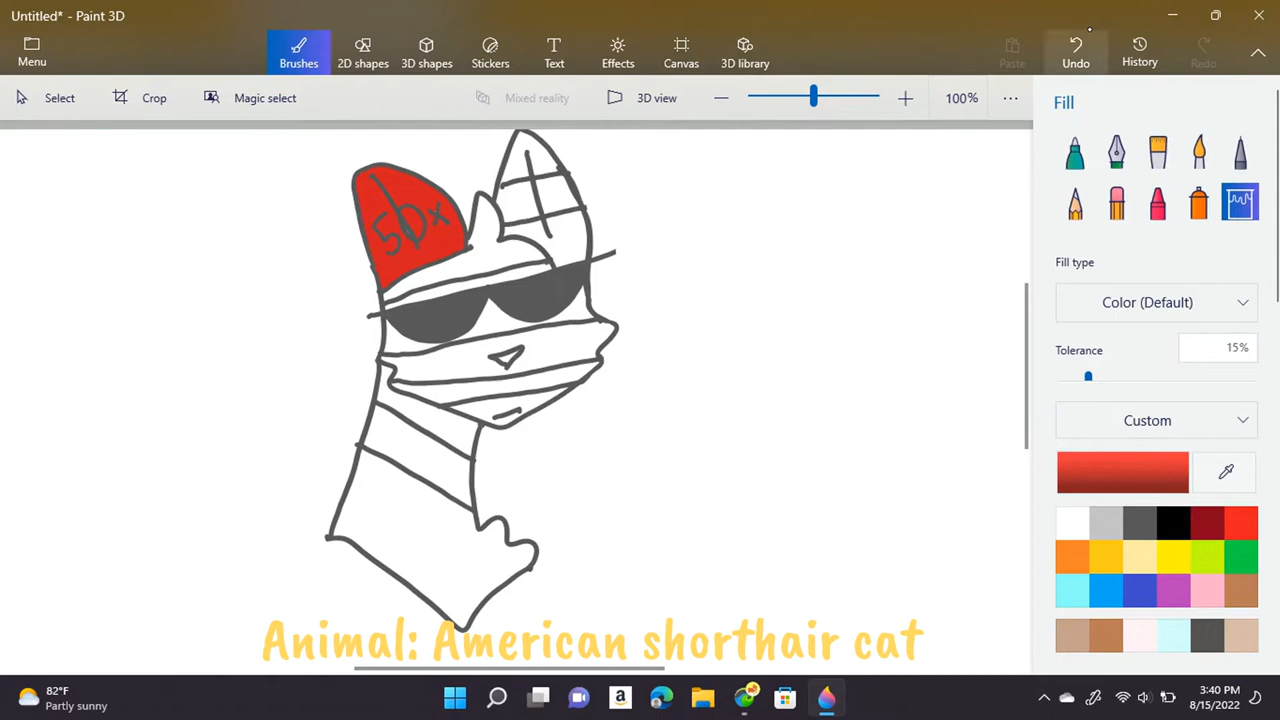 Untitled* - Paint 3D
Menu
Brushes
2D shapes
3D shapes
Stickers
Text
Effects
Canvas
3D library
Paste
Undo
History
Redo
Select
Crop
Magic select
Mixed reality
3D view
100%
Fill
Fill type
Color (Default)
Tolerance
15%
Custom
50x
Animal: American shorthair cat
82°F
Partly sunny
3:40 PM
8/15/2022